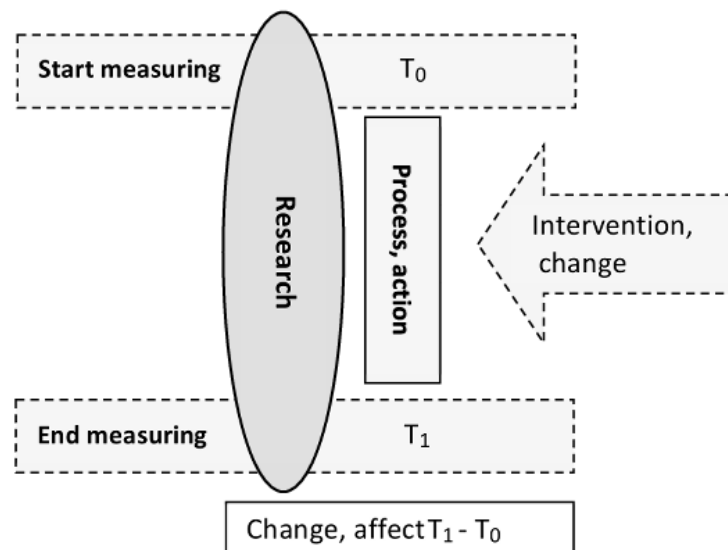 Start measuring T₀
Research
Process, action
Intervention,
change
End measuring T₁
Change, affect T₁ - T₀